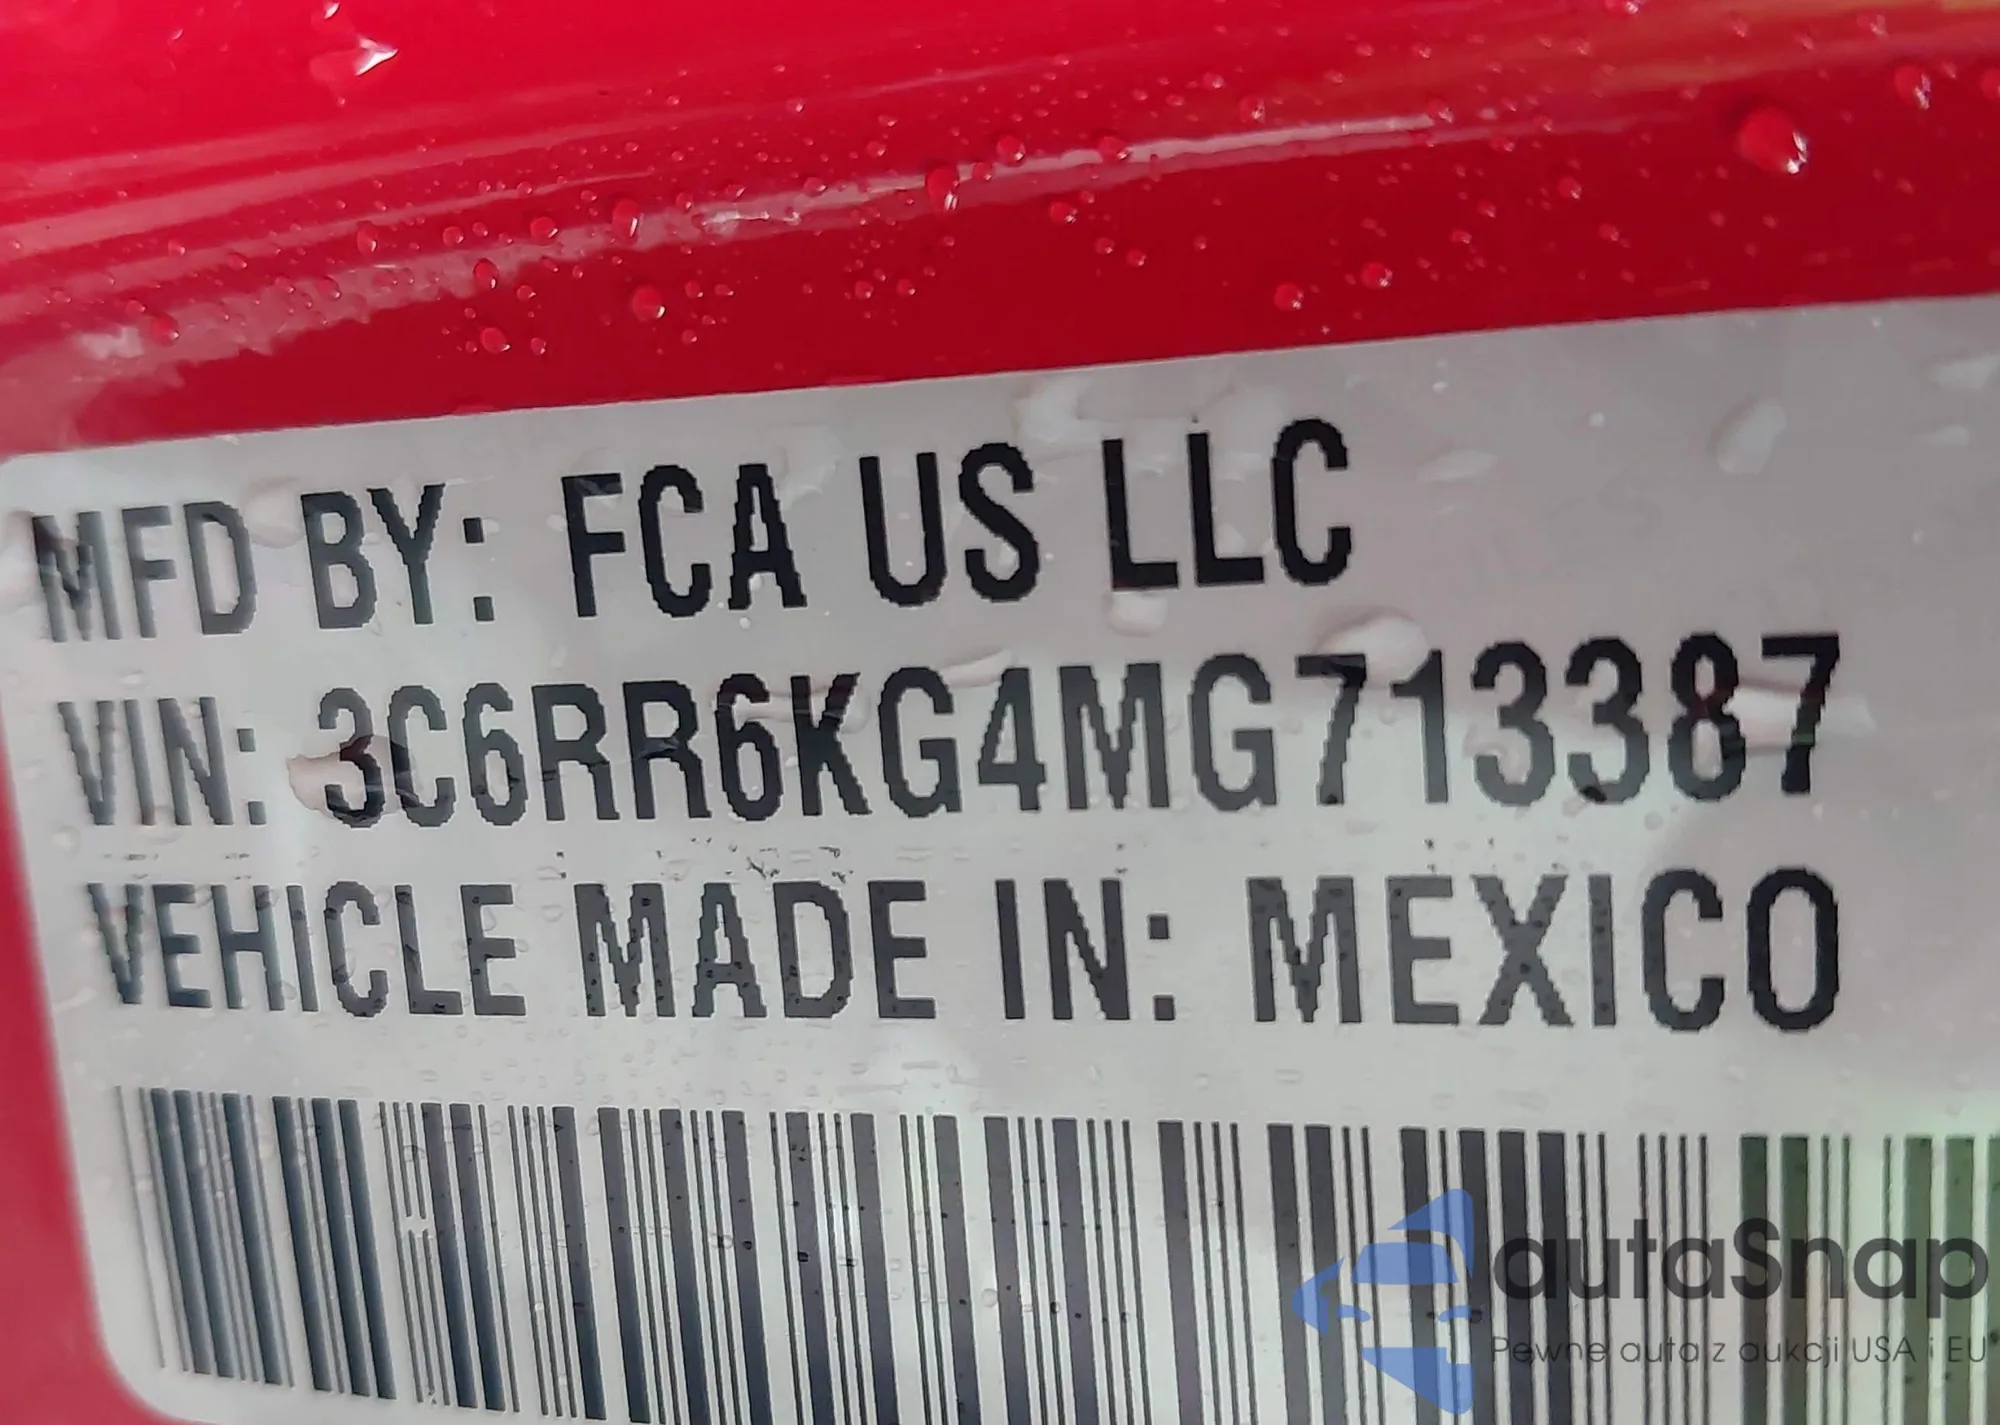 MFD BY: FCA US LLC
VIN: 3C6RR6KG4MG713387
VEHICLE MADE IN: MEXICO
autaSnap
Pewne auta z aukcji USA i EU